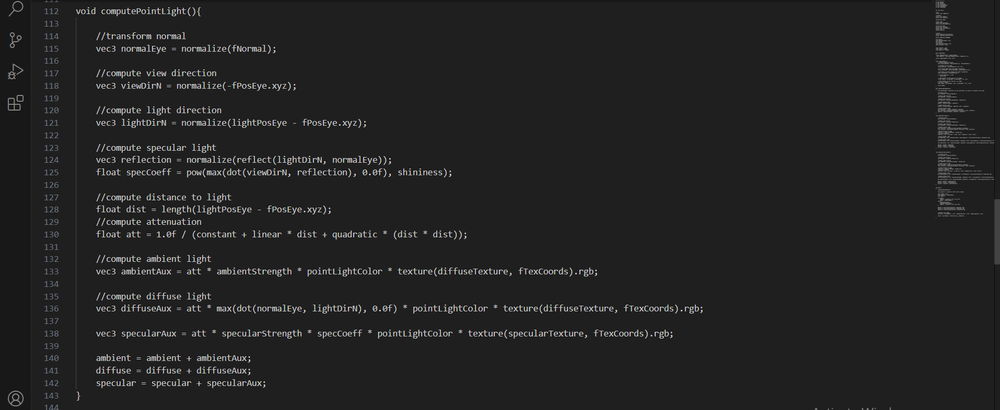 111
112 void computePointLight(){
113
114 //transform normal
115 vec3 normalEye = normalize(fNormal);
116
117 //compute view direction
118 vec3 viewDirN = normalize(-fPosEye.xyz);
119
120 //compute light direction
121 vec3 lightDirN = normalize(lightPosEye - fPosEye.xyz);
122
123 //compute specular light
124 vec3 reflection = normalize(reflect(lightDirN, normalEye));
125 float specCoeff = pow(max(dot(viewDirN, reflection), 0.0f), shininess);
126
127 //compute distance to light
128 float dist = length(lightPosEye - fPosEye.xyz);
129 //compute attenuation
130 float att = 1.0f / (constant + linear * dist + quadratic * (dist * dist));
131
132 //compute ambient light
133 vec3 ambientAux = att * ambientStrength * pointLightColor * texture(diffuseTexture, fTexCoords).rgb;
134
135 //compute diffuse light
136 vec3 diffuseAux = att * max(dot(normalEye, lightDirN), 0.0f) * pointLightColor * texture(diffuseTexture, fTexCoords).rgb;
137
138 vec3 specularAux = att * specularStrength * specCoeff * pointLightColor * texture(specularTexture, fTexCoords).rgb;
139
140 ambient = ambient + ambientAux;
141 diffuse = diffuse + diffuseAux;
142 specular = specular + specularAux;
143 }
144